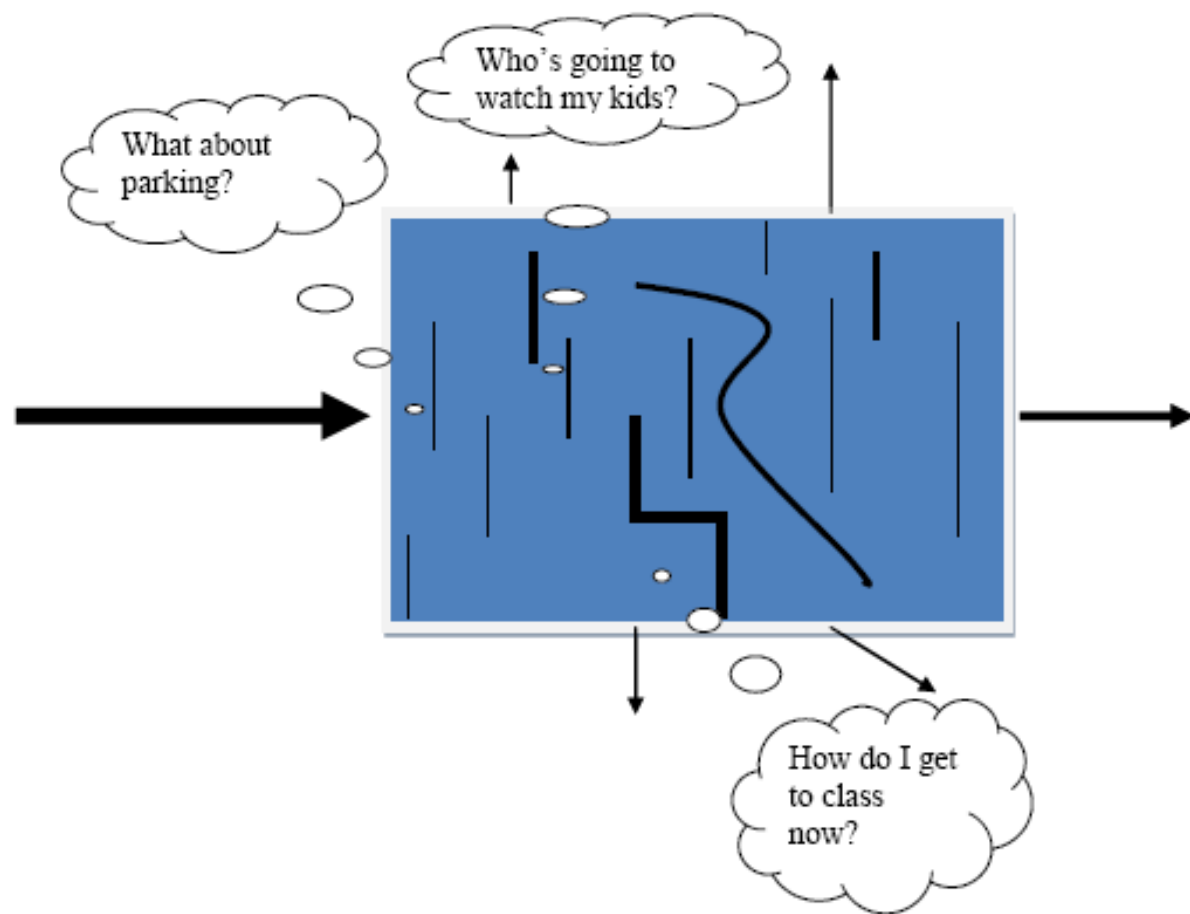 Who's going to
watch my kids?
What about
parking?
How do I get
to class
now?